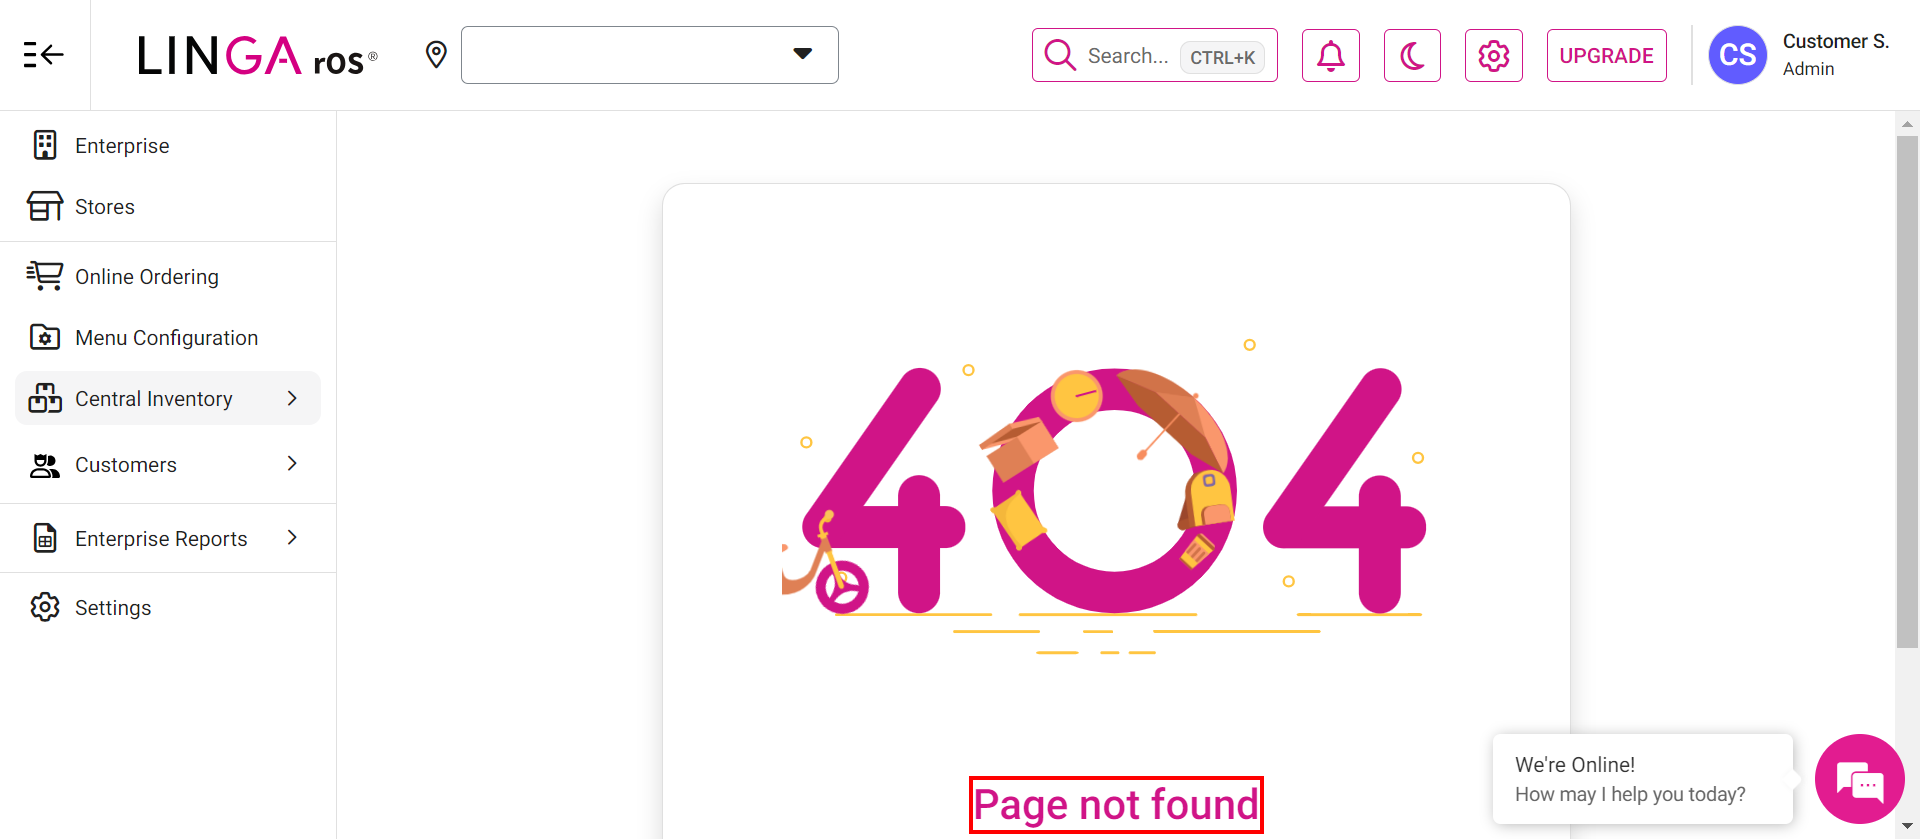 LINGA ros®
Search... CTRL+K
UPGRADE
CS
Customer S.
Admin
Enterprise
Stores
Online Ordering
Menu Configuration
Central Inventory
Customers
Enterprise Reports
Settings
404
Page not found
We're Online!
How may I help you today?